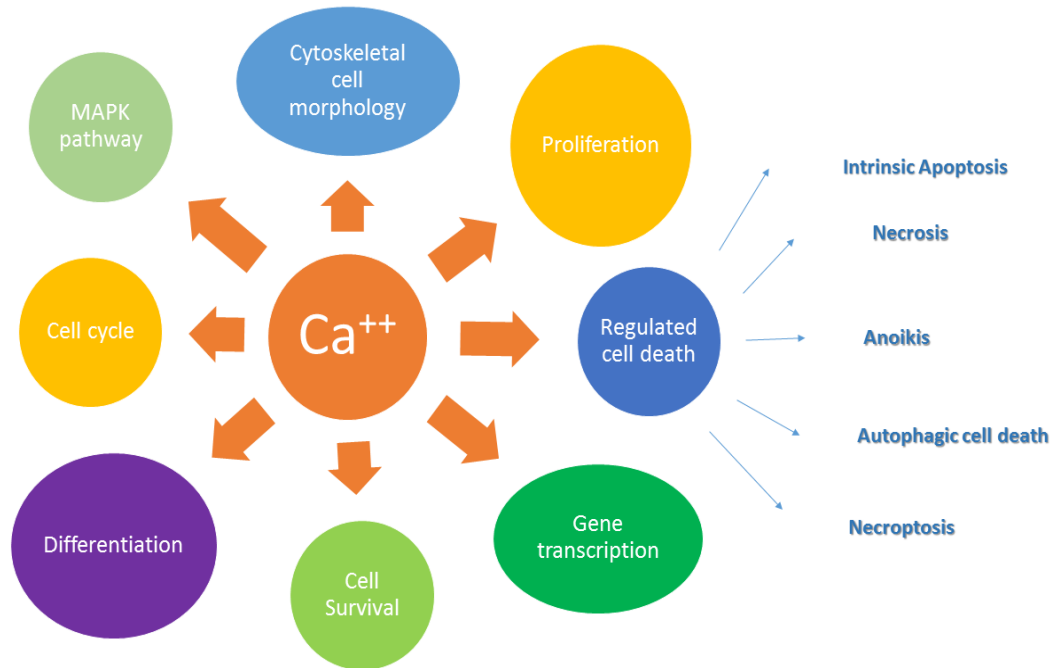 Cytoskeletal
cell
morphology
MAPK
pathway
Proliferation
Intrinsic Apoptosis
Necrosis
Cell cycle
Ca++
Regulated
cell death
Anoikis
Autophagic cell death
Differentiation
Gene
transcription
Necroptosis
Cell
Survival